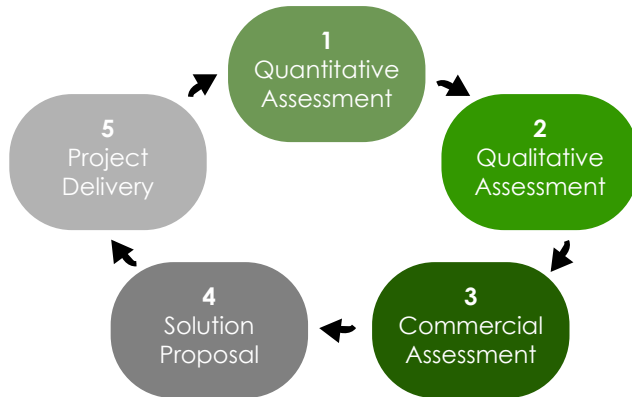 1
Quantitative
Assessment
2
Qualitative
Assessment
3
Commercial
Assessment
4
Solution
Proposal
5
Project
Delivery